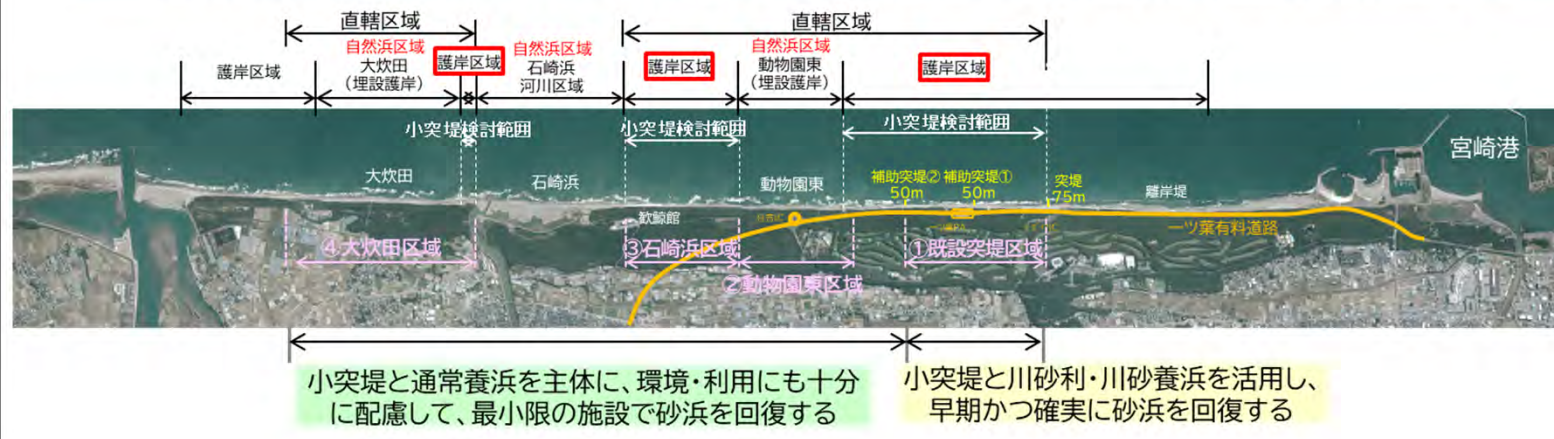 直轄区域
直轄区域
護岸区域
自然浜区域
大炊田
（埋設護岸）
護岸区域
自然浜区域
石崎浜
河川区域
護岸区域
自然浜区域
動物園東
（埋設護岸）
護岸区域
小突堤検討範囲
小突堤検討範囲
小突堤検討範囲
宮崎港
大炊田
石崎浜
動物園東
補助突堤②
50m
補助突堤①
50m
突堤
75m
離岸堤
歓鯨館
一ツ葉有料道路
④大炊田区域
③石崎浜区域
②動物園東区域
①既設突堤区域
小突堤と通常養浜を主体に、環境・利用にも十分
に配慮して、最小限の施設で砂浜を回復する
小突堤と川砂利・川砂養浜を活用し、
早期かつ確実に砂浜を回復する